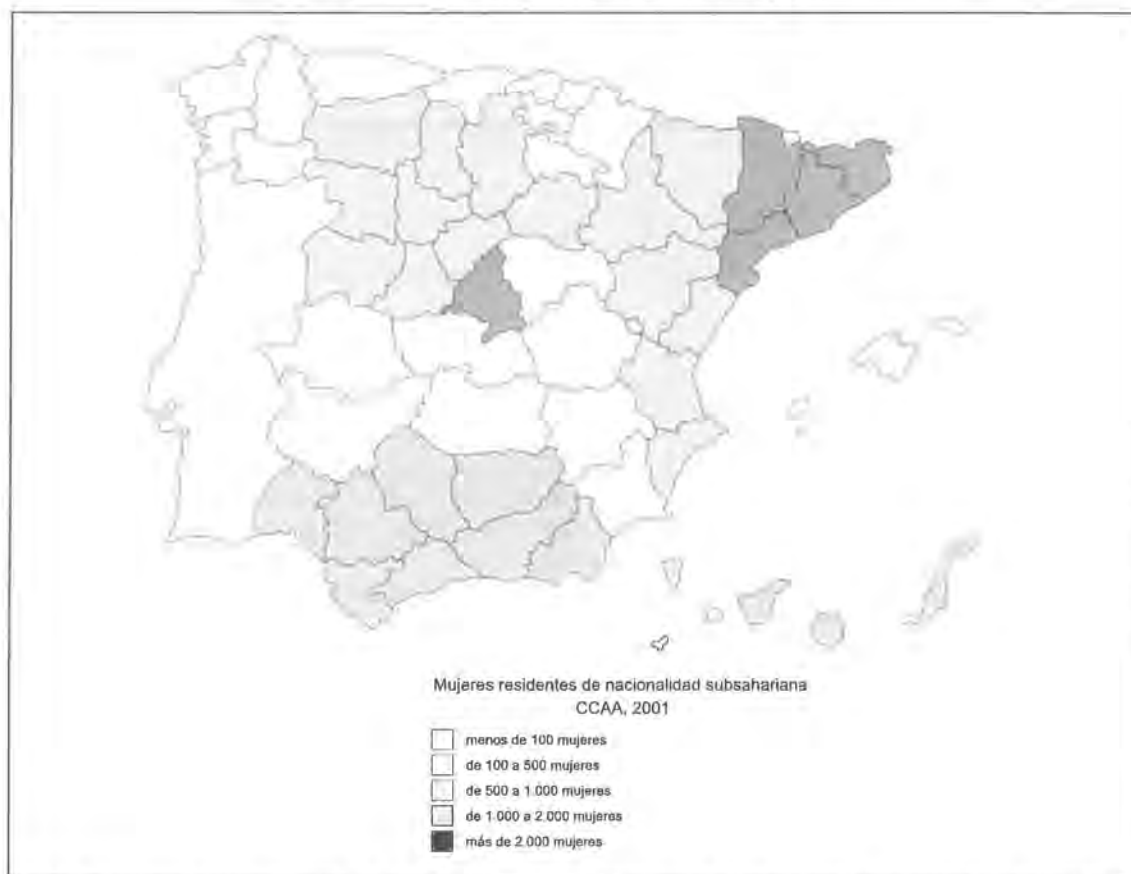 Mujeres residentes de nacionalidad subsahariana
CCAA, 2001
menos de 100 mujeres
de 100 a 500 mujeres
de 500 a 1.000 mujeres
de 1.000 a 2.000 mujeres
más de 2.000 mujeres